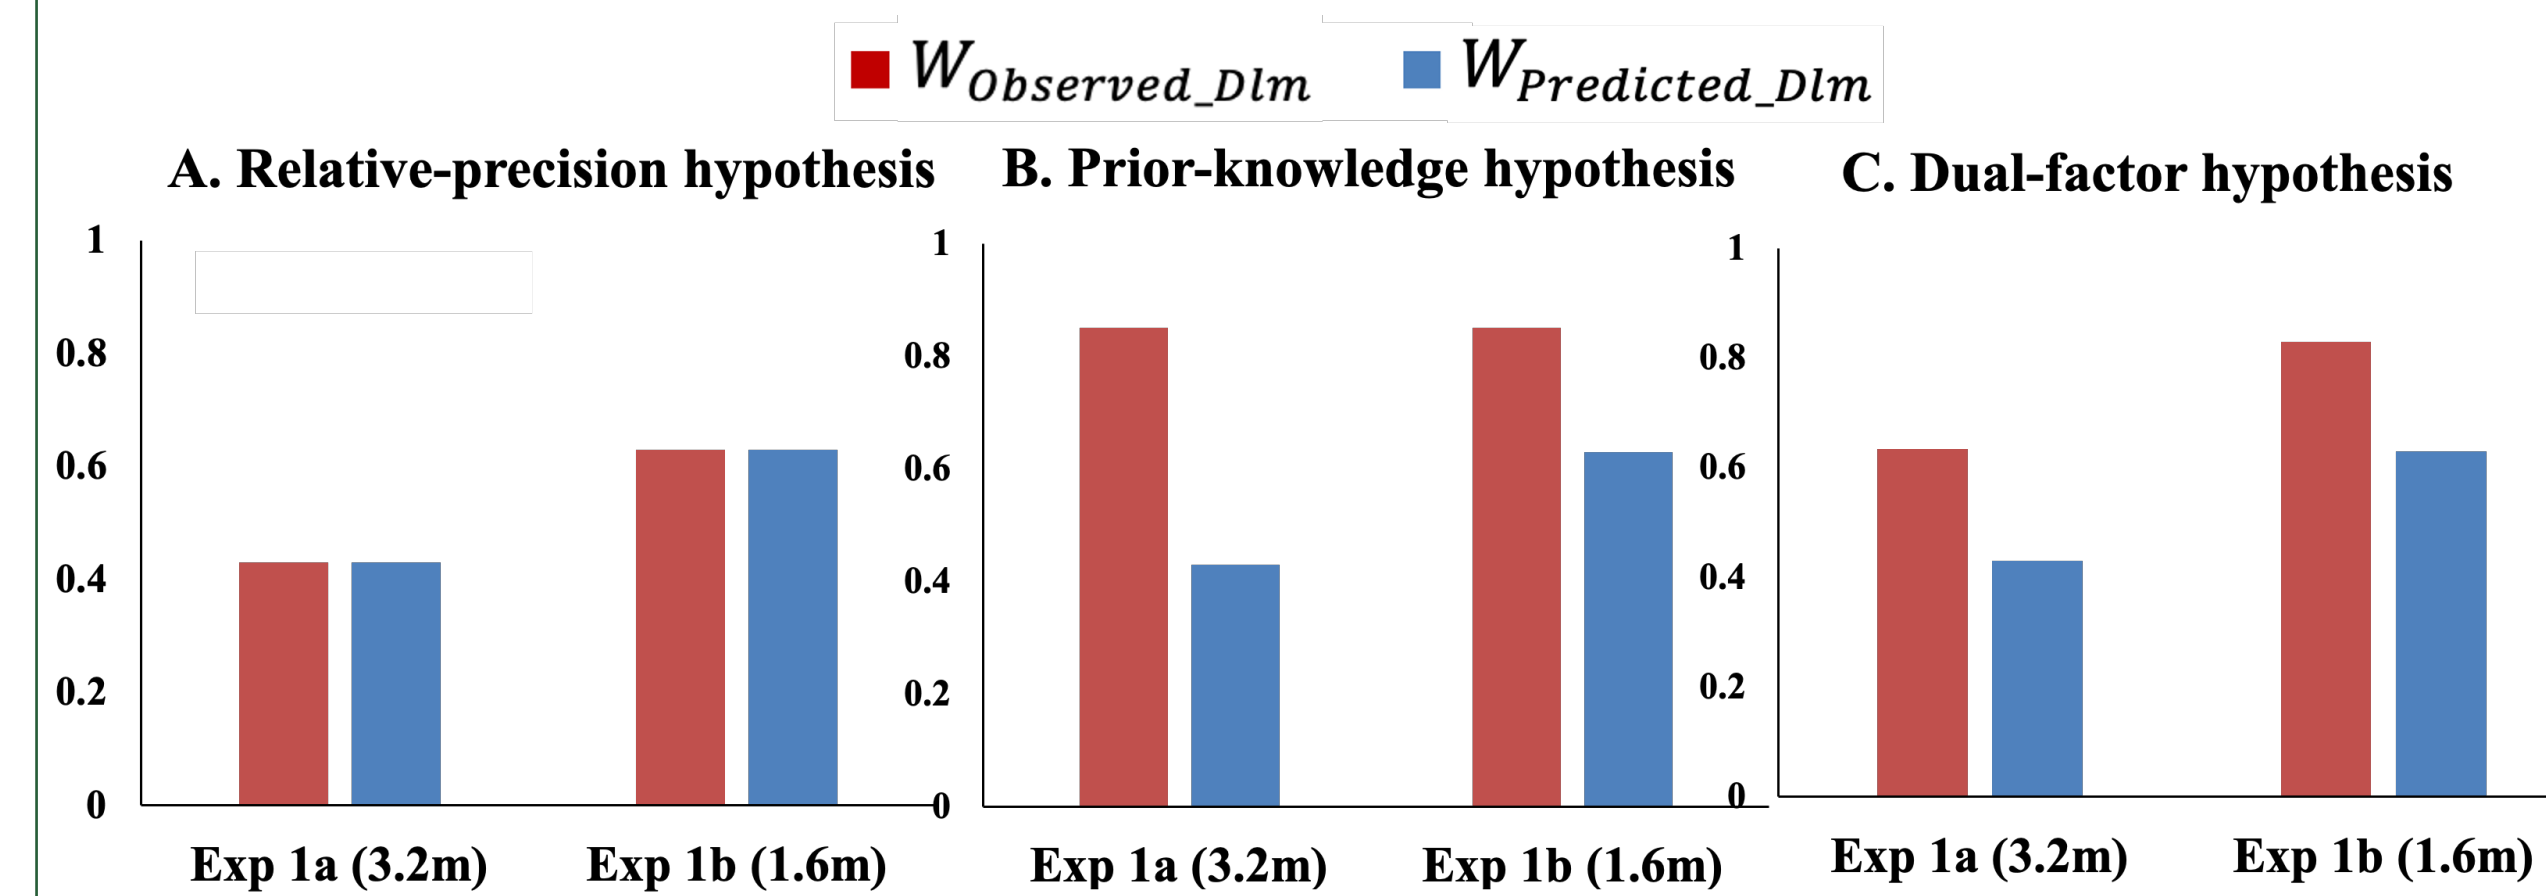 W_Observed_Dlm W_Predicted_Dlm
A. Relative-precision hypothesis
1
0.8
0.6
0.4
0.2
0
Exp 1a (3.2m) Exp 1b (1.6m)
B. Prior-knowledge hypothesis
1
0.8
0.6
0.4
0.2
0
Exp 1a (3.2m) Exp 1b (1.6m)
C. Dual-factor hypothesis
1
0.8
0.6
0.4
0.2
0
Exp 1a (3.2m) Exp 1b (1.6m)